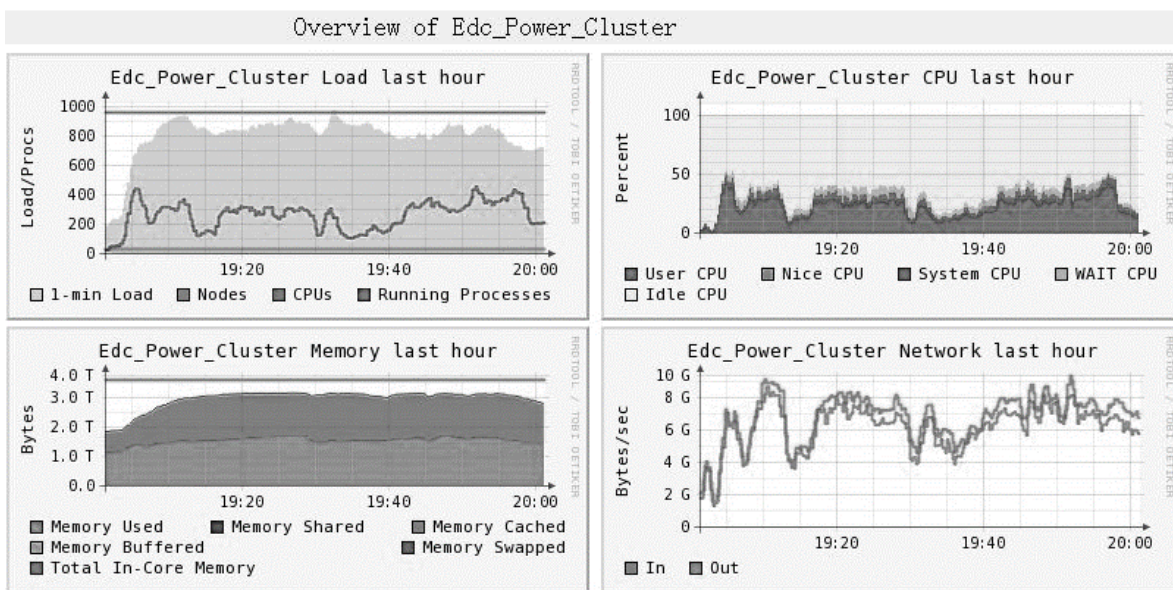 Overview of Edc_Power_Cluster
Edc_Power_Cluster Load last hour
RRDTOOL / TOBI OETIKER
Load/Procs
1000
800
600
400
200
0
19:20 19:40 20:00
1-min Load Nodes CPUs Running Processes
Edc_Power_Cluster CPU last hour
RRDTOOL / TOBI OETIKER
Percent
100
50
0
19:20 19:40 20:00
User CPU Nice CPU System CPU WAIT CPU
Idle CPU
Edc_Power_Cluster Memory last hour
RRDTOOL / TOBI OETIKER
Bytes
4.0 T
3.0 T
2.0 T
1.0 T
0.0
19:20 19:40 20:00
Memory Used Memory Shared Memory Cached
Memory Buffered Memory Swapped
Total In-Core Memory
Edc_Power_Cluster Network last hour
RRDTOOL / TOBI OETIKER
Bytes/sec
10 G
8 G
6 G
4 G
2 G
0
19:20 19:40 20:00
In Out